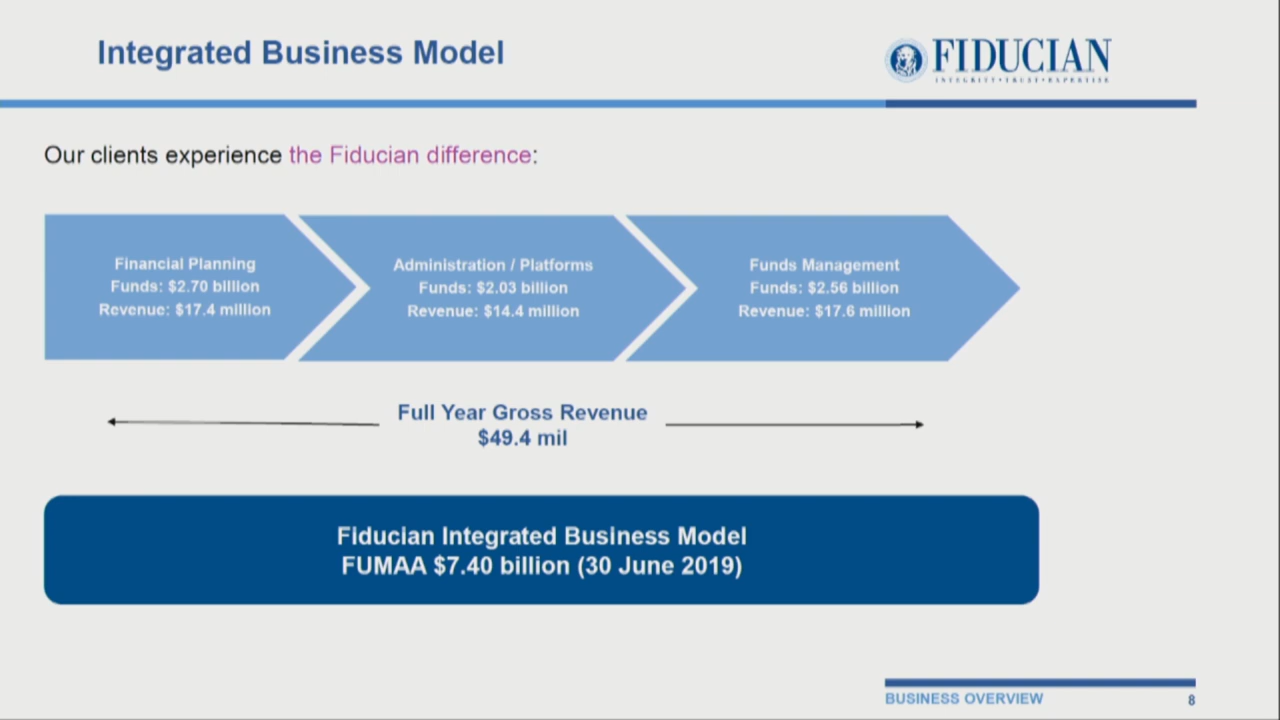 Integrated Business Model
FIDUCIAN
INTEGRITY • TRUST • EXPERTISE
Our clients experience the Fiducian difference:
Financial Planning
Funds: $2.70 billion
Revenue: $17.4 million
Administration / Platforms
Funds: $2.03 billion
Revenue: $14.4 million
Funds Management
Funds: $2.56 billion
Revenue: $17.6 million
Full Year Gross Revenue
$49.4 mil
Fiducian Integrated Business Model
FUMAA $7.40 billion (30 June 2019)
BUSINESS OVERVIEW
8